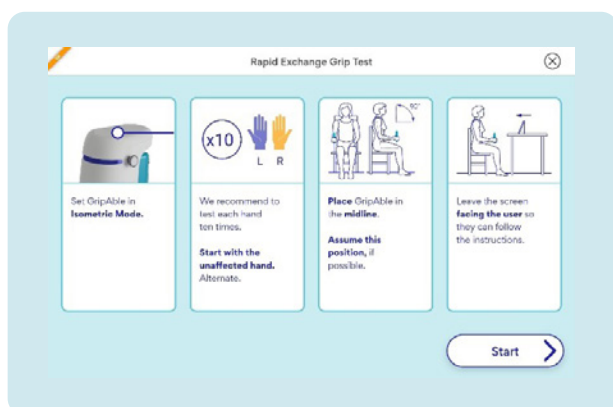 Rapid Exchange Grip Test
x10
L R
90°
Set GripAble in
Isometric Mode.
We recommend to
test each hand
ten times.
Start with the
unaffected hand.
Alternate.
Place GripAble in
the midline.
Assume this
position, if
possible.
Leave the screen
facing the user so
they can follow
the instructions.
Start